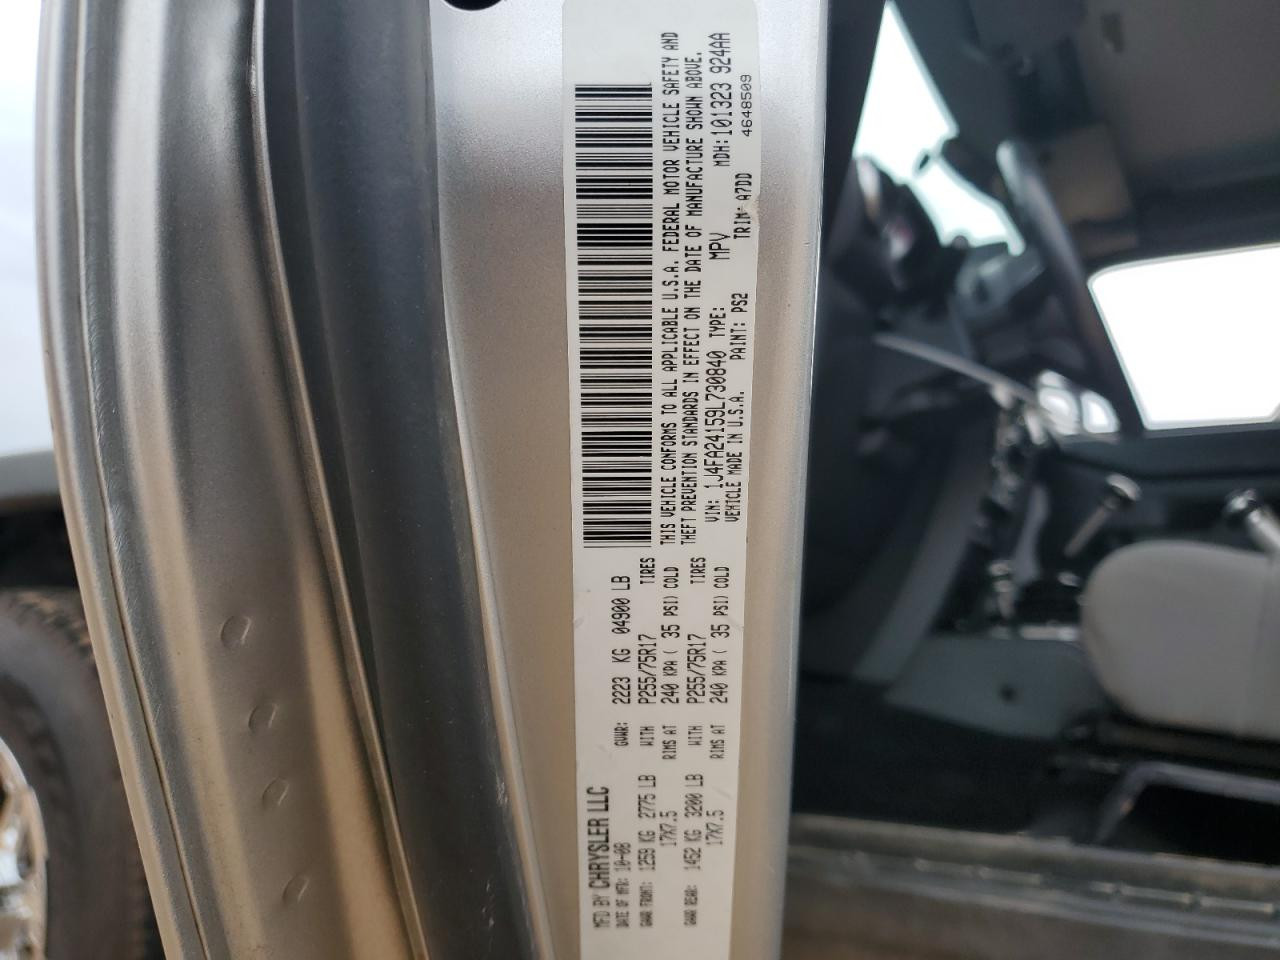 MFD BY CHRYSLER LLC
DATE OF MFR: 10-08 GVWR: 2223 KG 04900 LB
GAWR FRONT: 1259 KG 2775 LB WITH P255/75R17 TIRES
17X7.5 RIMS AT 240 KPA ( 35 PSI) COLD
GAWR REAR: 1452 KG 3200 LB WITH P255/75R17 TIRES
17X7.5 RIMS AT 240 KPA ( 35 PSI) COLD
THIS VEHICLE CONFORMS TO ALL APPLICABLE U.S.A. FEDERAL MOTOR VEHICLE SAFETY AND
THEFT PREVENTION STANDARDS IN EFFECT ON THE DATE OF MANUFACTURE SHOWN ABOVE.
VIN: 1J4FA24159L730840 TYPE: MPV MDH: 101323 924AA
VEHICLE MADE IN U.S.A. PAINT: PS2 TRIM: A7DD 4648509